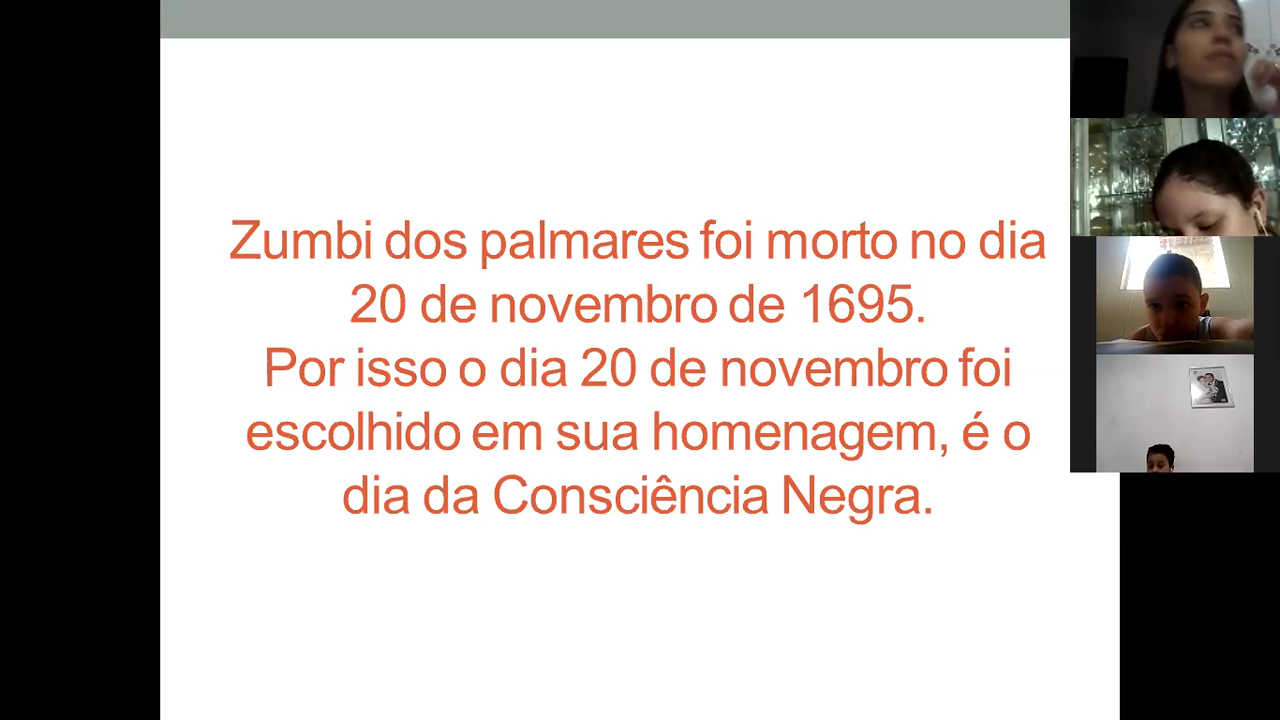 Zumbi dos palmares foi morto no dia
20 de novembro de 1695.
Por isso o dia 20 de novembro foi
escolhido em sua homenagem, é o
dia da Consciência Negra.